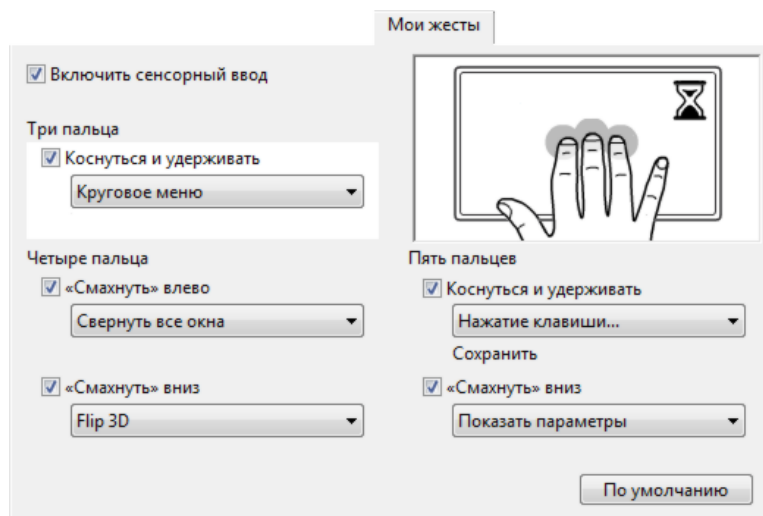 Мои жесты
Включить сенсорный ввод
Три пальца
Коснуться и удерживать
Круговое меню
Четыре пальца
«Смахнуть» влево
Свернуть все окна
«Смахнуть» вниз
Flip 3D
Пять пальцев
Коснуться и удерживать
Нажатие клавиши...
Сохранить
«Смахнуть» вниз
Показать параметры
По умолчанию